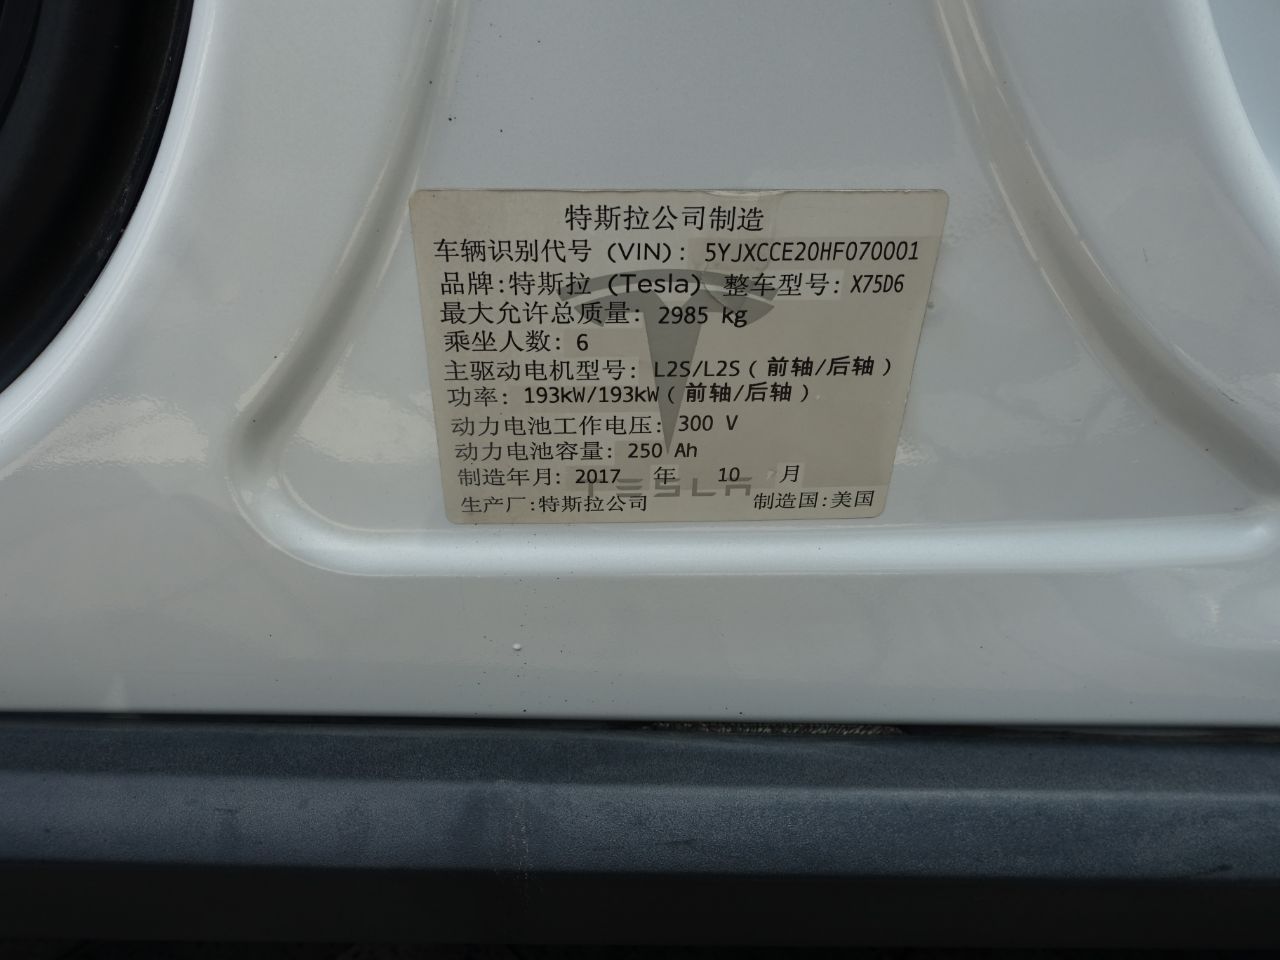 特斯拉公司制造
车辆识别代号 (VIN): 5YJXCCE20HF070001
品牌:特斯拉 (Tesla) 整车型号: X75D6
最大允许总质量: 2985 kg
乘坐人数: 6
主驱动电机型号: L2S/L2S ( 前轴/后轴 )
功率: 193kW/193kW ( 前轴/后轴 )
动力电池工作电压: 300 V
动力电池容量: 250 Ah
制造年月: 2017 年 10 月
TESLA
生产厂:特斯拉公司 制造国:美国